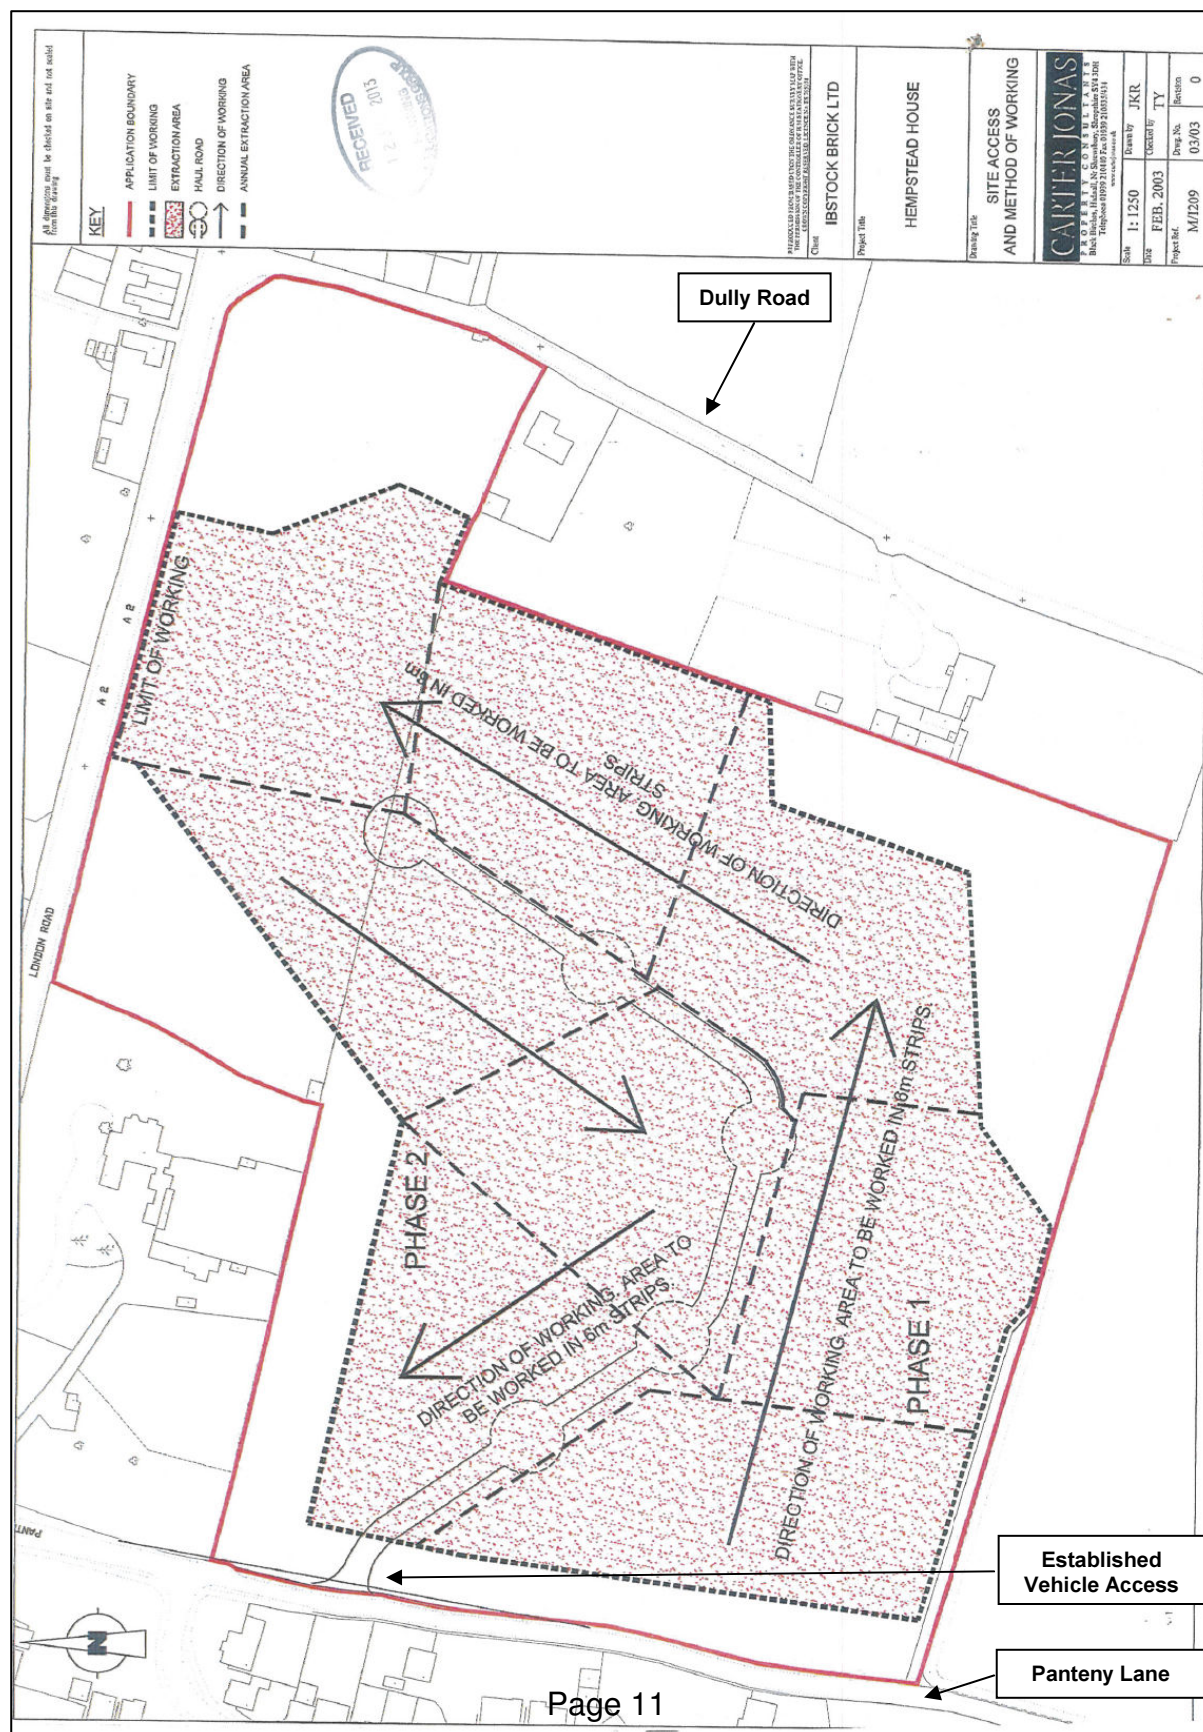 All dimensions must be checked on site and not scaled
from this drawing
KEY
APPLICATION BOUNDARY
LIMIT OF WORKING
EXTRACTION AREA
HAUL ROAD
DIRECTION OF WORKING
ANNUAL EXTRACTION AREA
RECEIVED
2013
Client
IBSTOCK BRICK LTD
Project Title
HEMPSTEAD HOUSE
Drawing Title
SITE ACCESS
AND METHOD OF WORKING
CARTER JONAS
PROPERTY CONSULTANTS
Scale
1: 1250
Drawn by
JKR
Date
FEB. 2003
Checked by
TY
Project Ref.
M/1209
Drwg. No.
03/03
Revision
0
Dully Road
LONDON ROAD
A 2
A 2
LIMIT OF WORKING
DIRECTION OF WORKING AREA TO BE WORKED IN 6m
STRIPS
PHASE 2
DIRECTION OF WORKING AREA TO
BE WORKED IN 6m STRIPS
DIRECTION OF WORKING AREA TO BE WORKED IN 6m STRIPS
PHASE 1
N
Established
Vehicle Access
Panteny Lane
Page 11